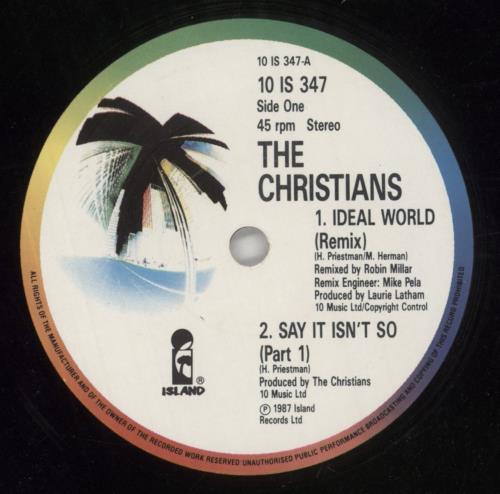 10 IS 347-A
10 IS 347
Side One
45 rpm Stereo
THE
CHRISTIANS
1. IDEAL WORLD
(Remix)
(H. Priestman/M. Herman)
Remixed by Robin Millar
Remix Engineer: Mike Pela
Produced by Laurie Latham
10 Music Ltd/Copyright Control
2. SAY IT ISN'T SO
(Part 1)
(H. Priestman)
Produced by The Christians
10 Music Ltd
℗ 1987 Island
Records Ltd
ISLAND®
ALL RIGHTS OF THE MANUFACTURER AND OF THE OWNER OF THE RECORDED WORK RESERVED UNAUTHORISED PUBLIC PERFORMANCE BROADCASTING AND COPYING OF THIS RECORD PROHIBITED